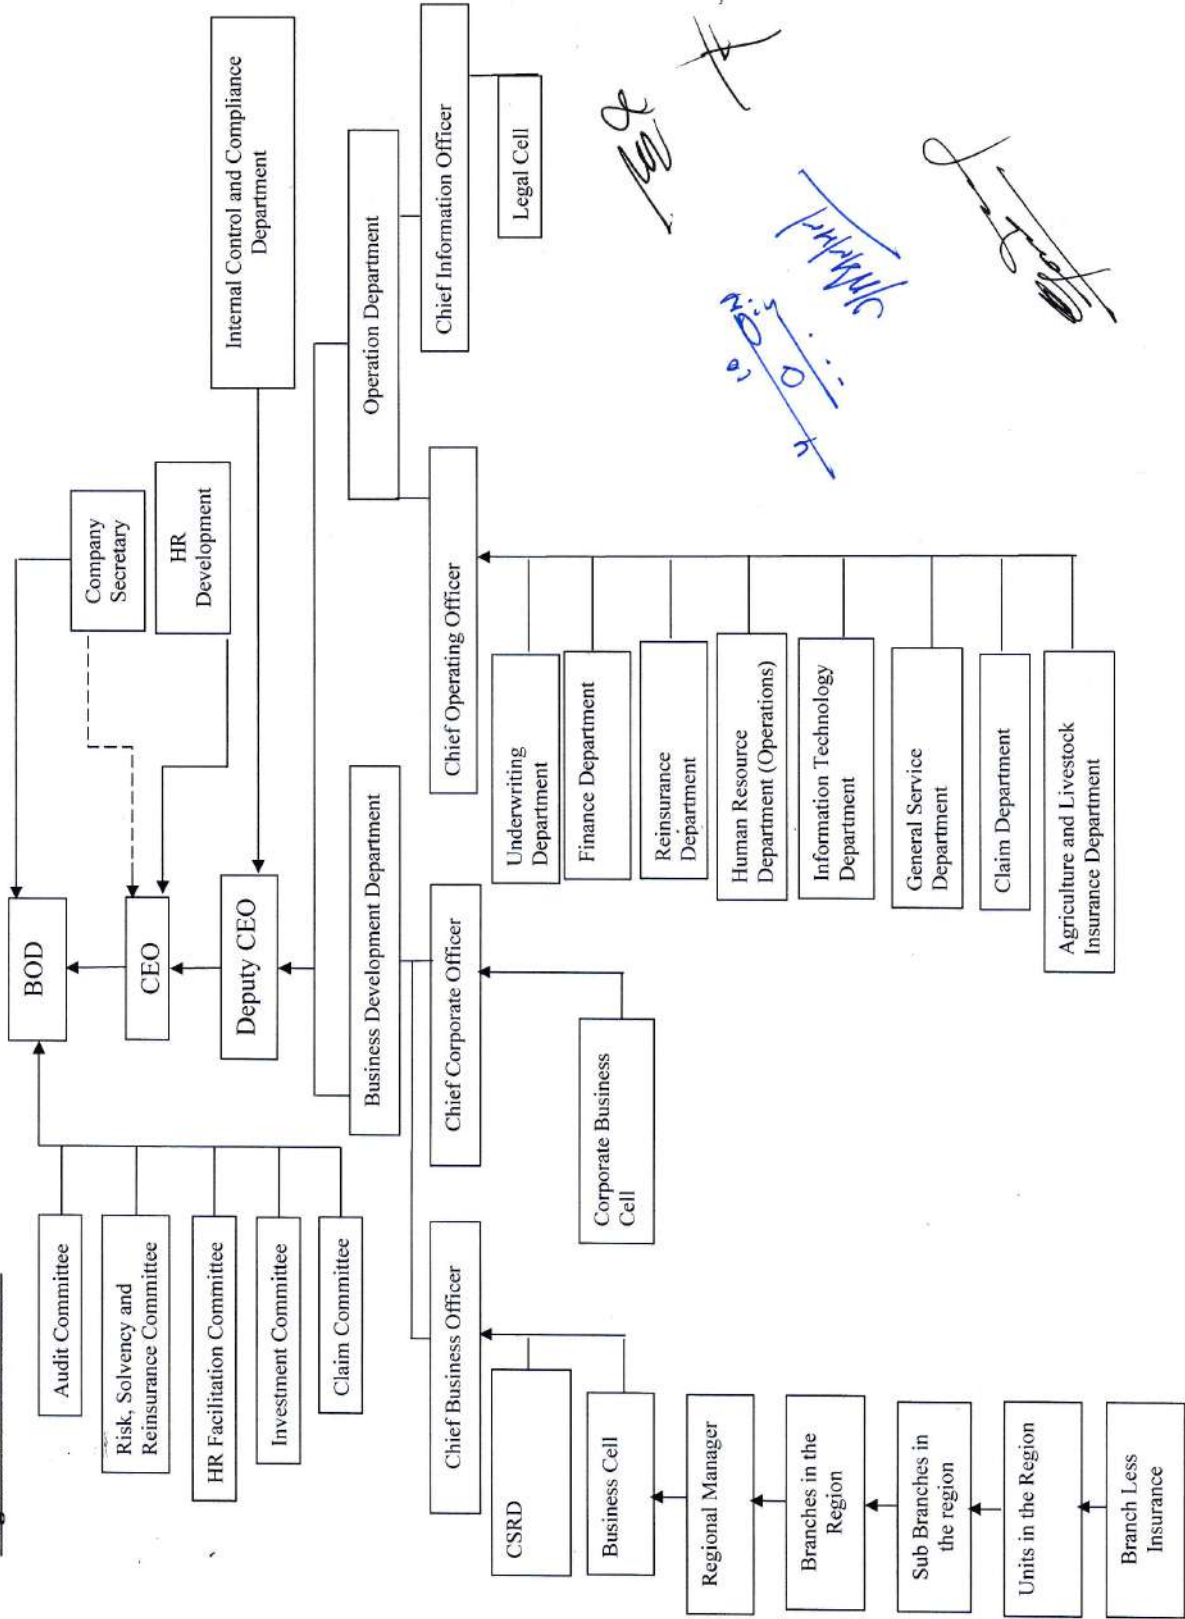 BOD
CEO
Deputy CEO
Company
Secretary
HR
Development
Internal Control and Compliance
Department
Audit Committee
Risk, Solvency and
Reinsurance Committee
HR Facilitation Committee
Investment Committee
Claim Committee
Business Development Department
Operation Department
Chief Business Officer
Chief Corporate Officer
Chief Operating Officer
Chief Information Officer
CSRD
Business Cell
Regional Manager
Branches in the
Region
Sub Branches in
the region
Units in the Region
Branch Less
Insurance
Corporate Business
Cell
Underwriting
Department
Finance Department
Reinsurance
Department
Human Resource
Department (Operations)
Information Technology
Department
General Service
Department
Claim Department
Agriculture and Livestock
Insurance Department
Legal Cell